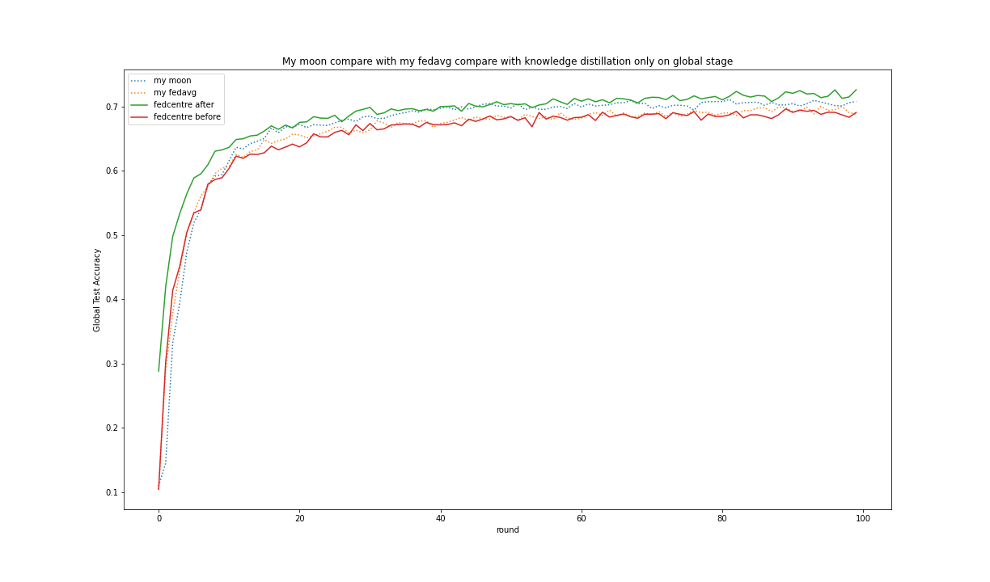 My moon compare with my fedavg compare with knowledge distillation only on global stage
my moon
my fedavg
fedcentre after
fedcentre before
Global Test Accuracy
0.7
0.6
0.5
0.4
0.3
0.2
0.1
0 20 40 60 80 100
round